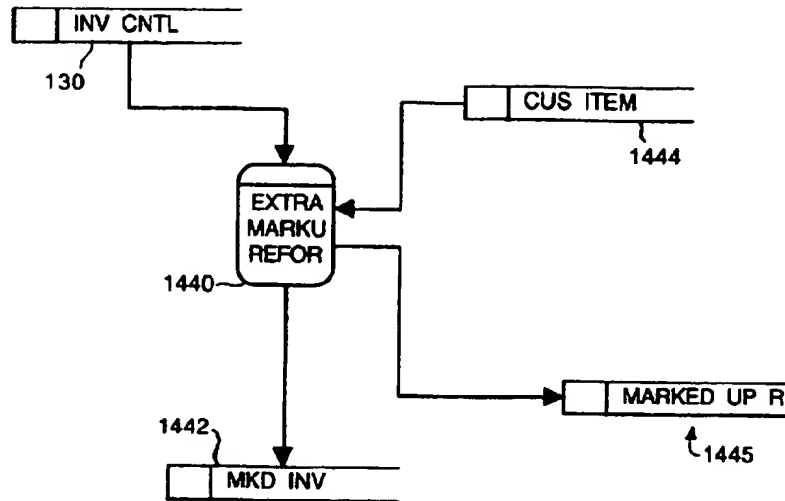 INV CNTL
130
CUS ITEM
1444
EXTRA
MARKU
REFOR
1440
MARKED UP R
1445
1442
MKD INV